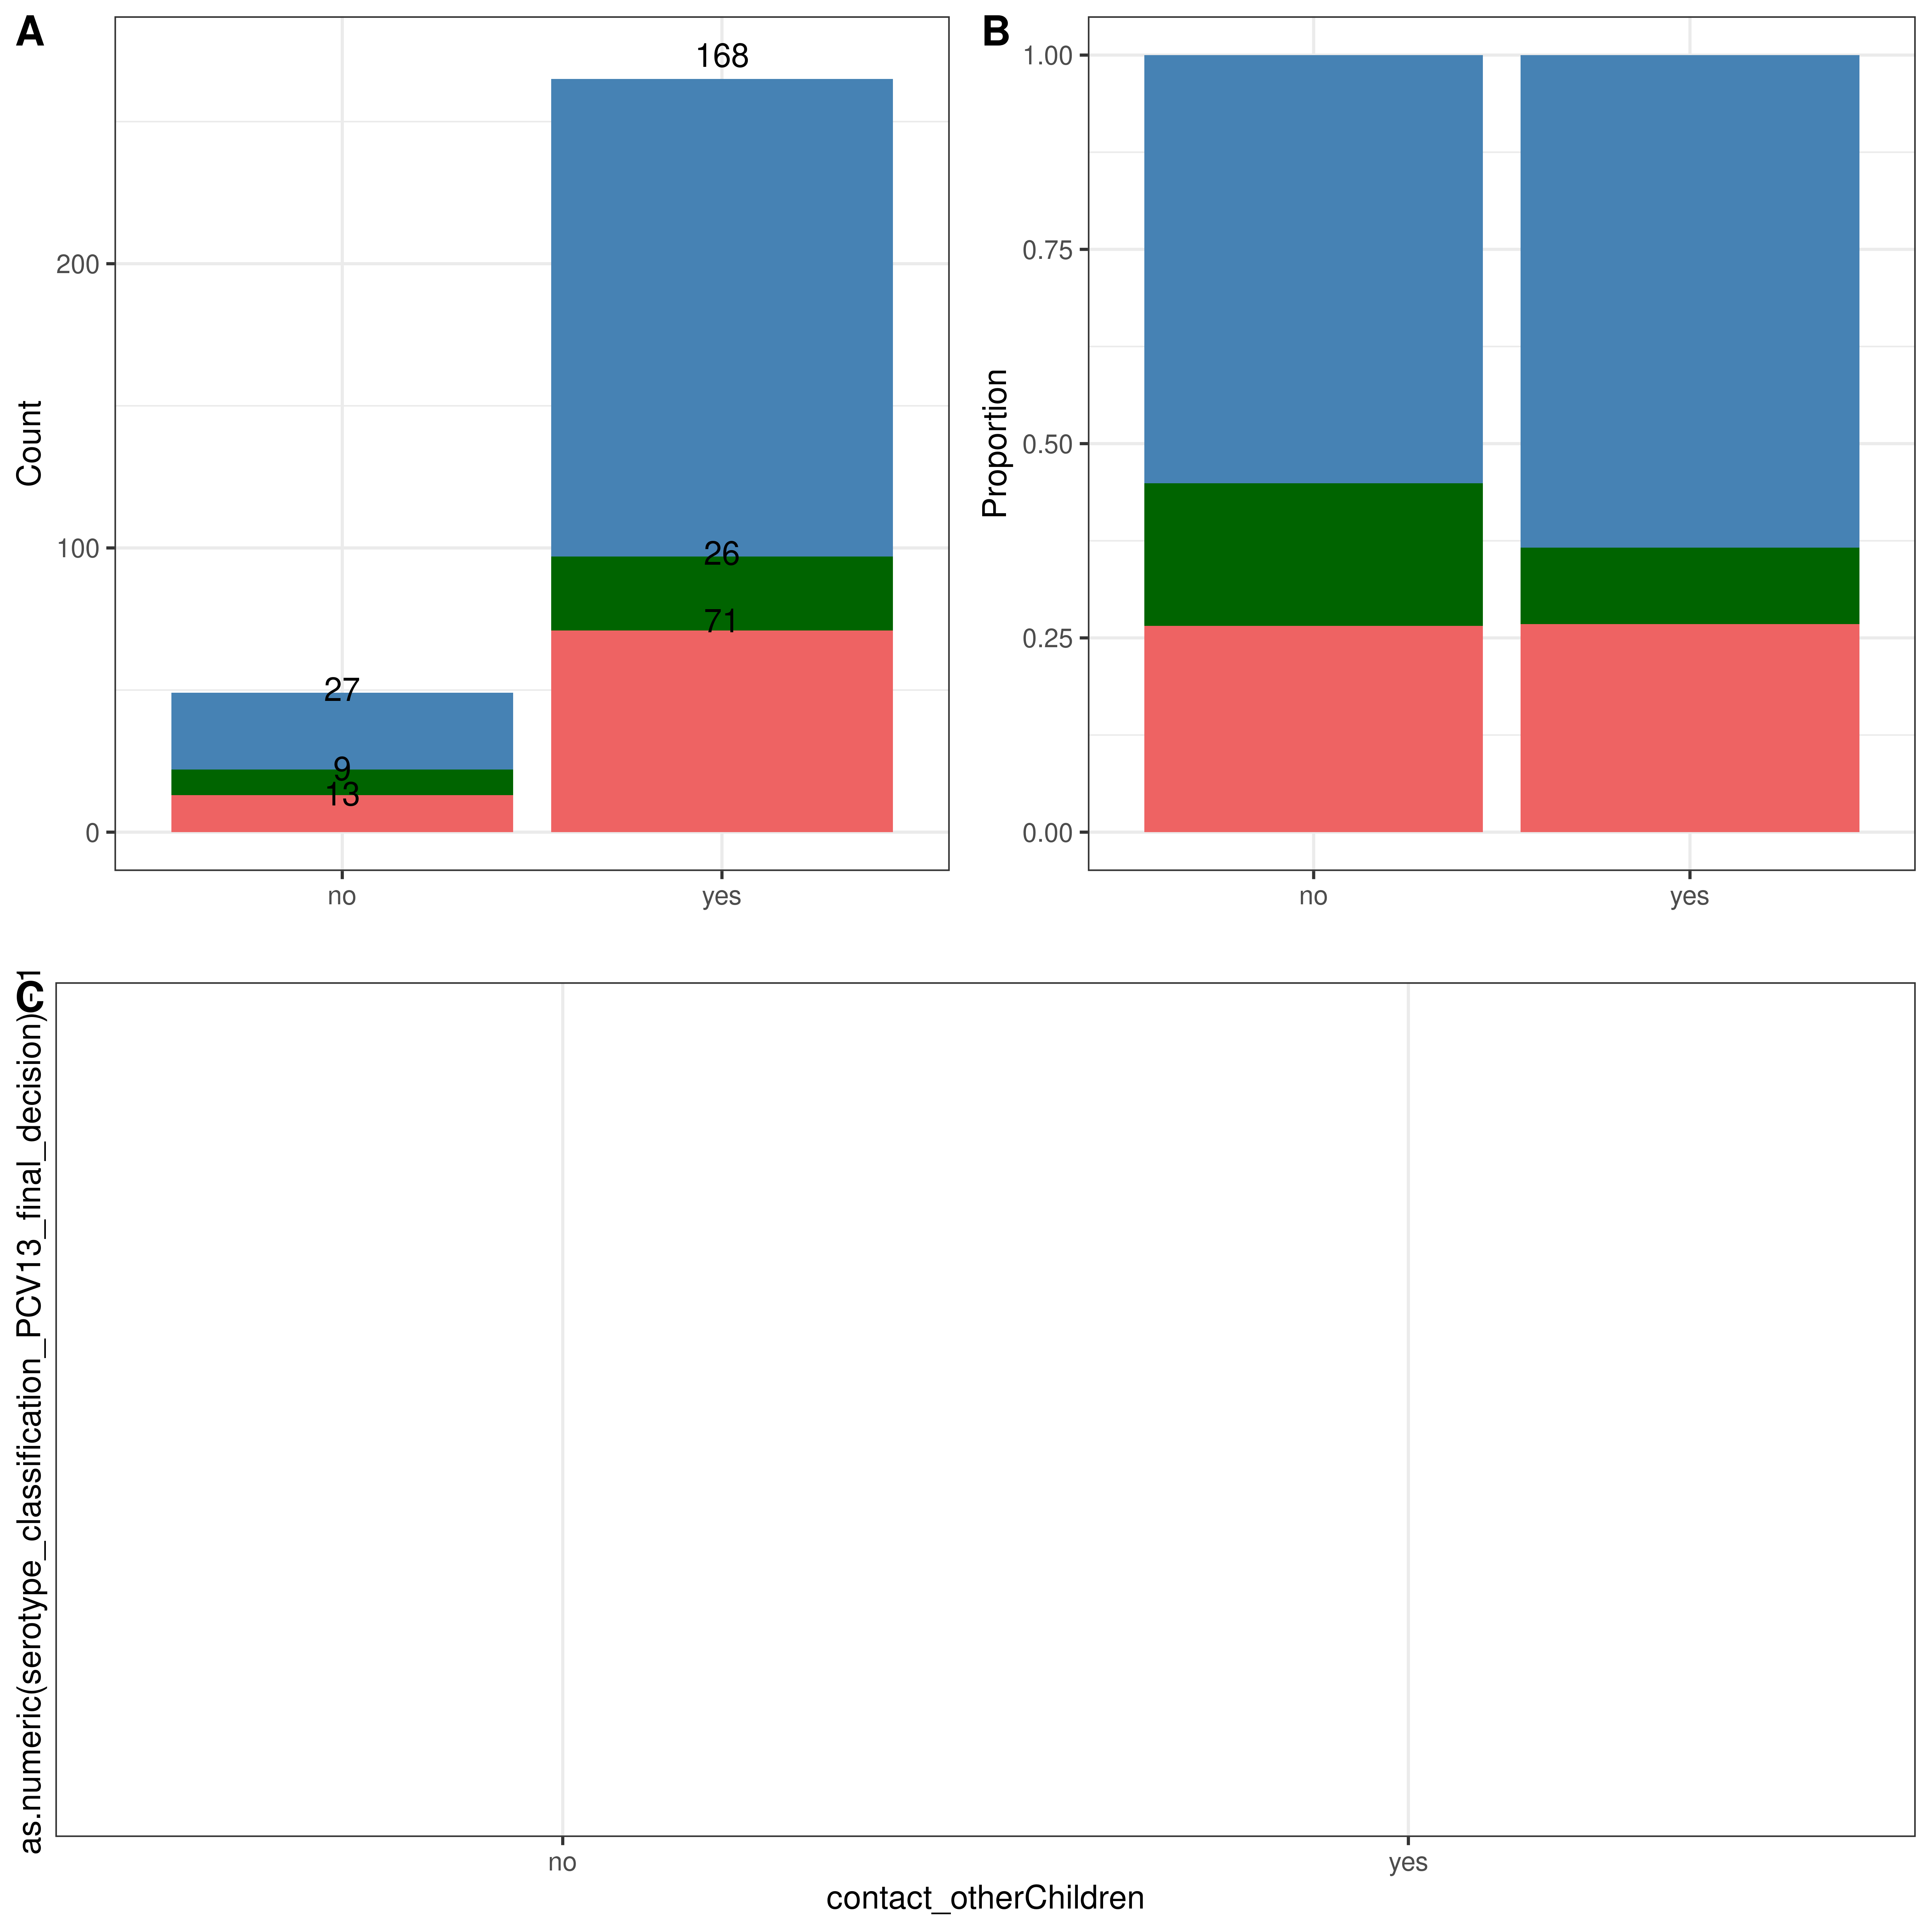 A
Count
200
100
0
168
26
71
27
9
13
no yes
B
Proportion
1.00
0.75
0.50
0.25
0.00
no yes
C
as.numeric(serotype_classification_PCV13_final_decision)-1
no yes
contact_otherChildren